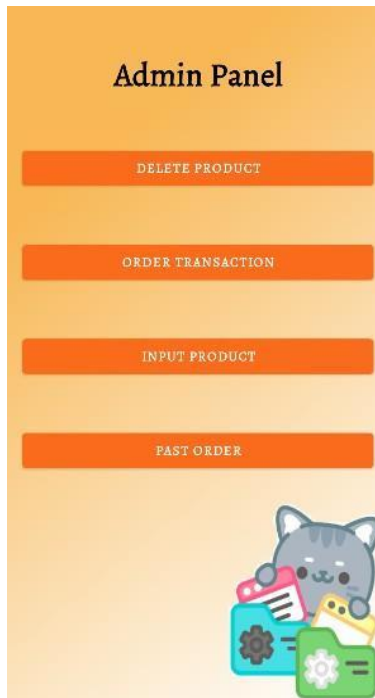 Admin Panel
DELETE PRODUCT
ORDER TRANSACTION
INPUT PRODUCT
PAST ORDER